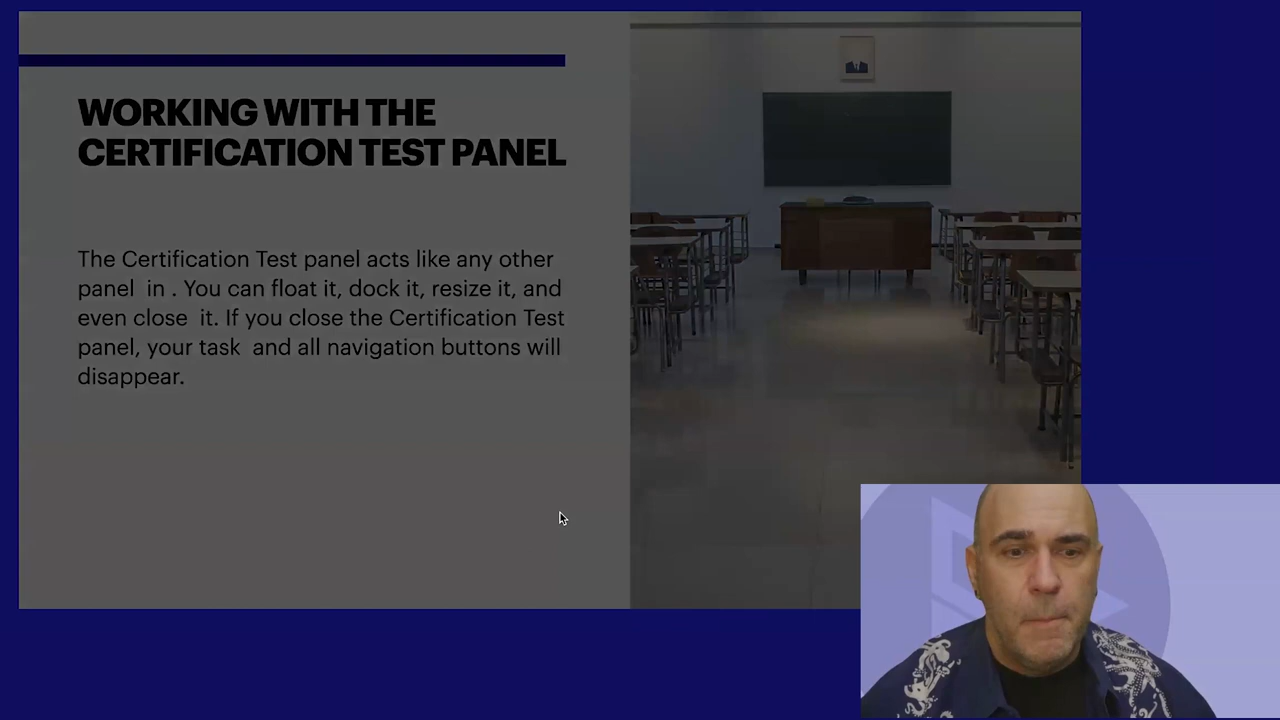 WORKING WITH THE
CERTIFICATION TEST PANEL
The Certification Test panel acts like any other
panel in . You can float it, dock it, resize it, and
even close it. If you close the Certification Test
panel, your task and all navigation buttons will
disappear.